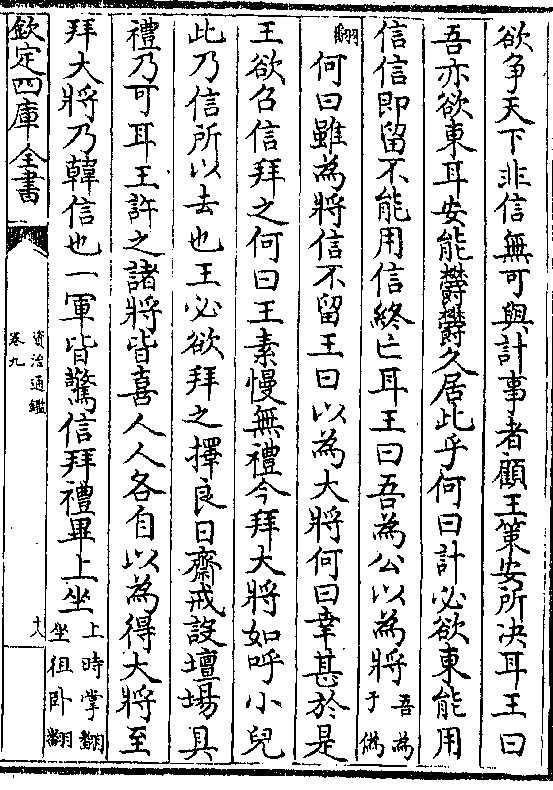 欲爭天下非信無可與計事者顧王策安所决耳王曰
吾亦欲東耳安能欝欝久居此乎何曰計必欲東能用
信信即留不能用信終亡耳王曰吾為公以為將吾為于偽
翻何曰雖為將信不留王曰以為大將何曰幸甚於是
王欲召信拜之何曰王素慢無禮今拜大將如呼小兒
此乃信所以去也王必欲拜之擇良日齋戒設壇場具
禮乃可耳王許之諸將皆喜人人各自以為得大將至
拜大將乃韓信也一軍皆驚信拜禮畢上坐上時掌翻坐徂卧翻
欽定四庫全書
資治通鑑
卷九
十八